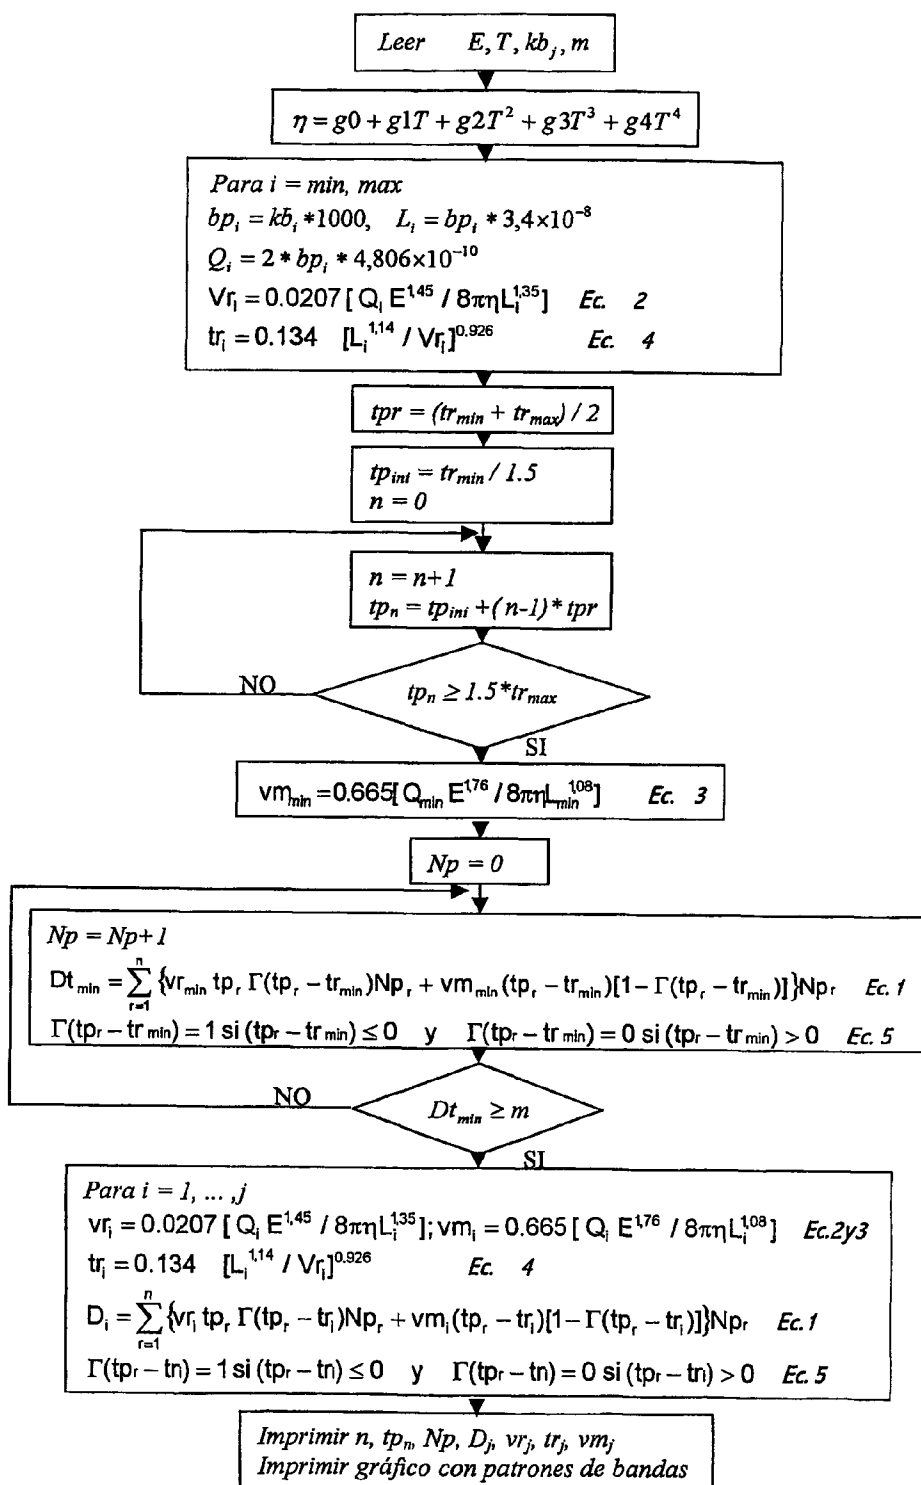 Leer E, T, kb_j, m
η = g0 + g1T + g2T² + g3T³ + g4T⁴
Para i = min, max
bp_i = kb_i *1000, L_i = bp_i * 3,4×10⁻⁸
Q_i = 2 * bp_i * 4,806×10⁻¹⁰
Vr_i = 0.0207 [ Q_i E^1,45 / 8πηL_i^1,35] Ec. 2
tr_i = 0.134 [L_i^1,14 / Vr_i]^0.926 Ec. 4
tpr = (tr_min + tr_max) / 2
tp_ini = tr_min / 1.5
n = 0
n = n+1
tp_n = tp_ini +( n-1)* tpr
NO
tp_n ≥ 1.5*tr_max
SI
vm_min = 0.665[ Q_min E^1,76 / 8πηL_min^1,08] Ec. 3
Np = 0
Np = Np+1
Dt_min = Σ_{r=1}^{n} {vr_min tp_r Γ(tp_r − tr_min)Np_r + vm_min (tp_r − tr_min)[1 − Γ(tp_r − tr_min)]}Np_r Ec. 1
Γ(tp_r − tr_min) = 1 si (tp_r − tr_min) ≤ 0 y Γ(tp_r − tr_min) = 0 si (tp_r − tr_min) > 0 Ec. 5
NO
Dt_min ≥ m
SI
Para i = 1, ... ,j
vr_i = 0.0207 [ Q_i E^1,45 / 8πηL_i^1,35]; vm_i = 0.665 [ Q_i E^1,76 / 8πηL_i^1,08] Ec.2y3
tr_i = 0.134 [L_i^1,14 / Vr_i]^0.926 Ec. 4
D_i = Σ_{r=1}^{n} {vr_i tp_r Γ(tp_r − tr_i)Np_r + vm_i (tp_r − tr_i)[1 − Γ(tp_r − tr_i)]}Np_r Ec. 1
Γ(tp_r − tri) = 1 si (tp_r − tri) ≤ 0 y Γ(tp_r − tri) = 0 si (tp_r − tri) > 0 Ec. 5
Imprimir n, tp_n, Np, D_j, vr_j, tr_j, vm_j
Imprimir gráfico con patrones de bandas